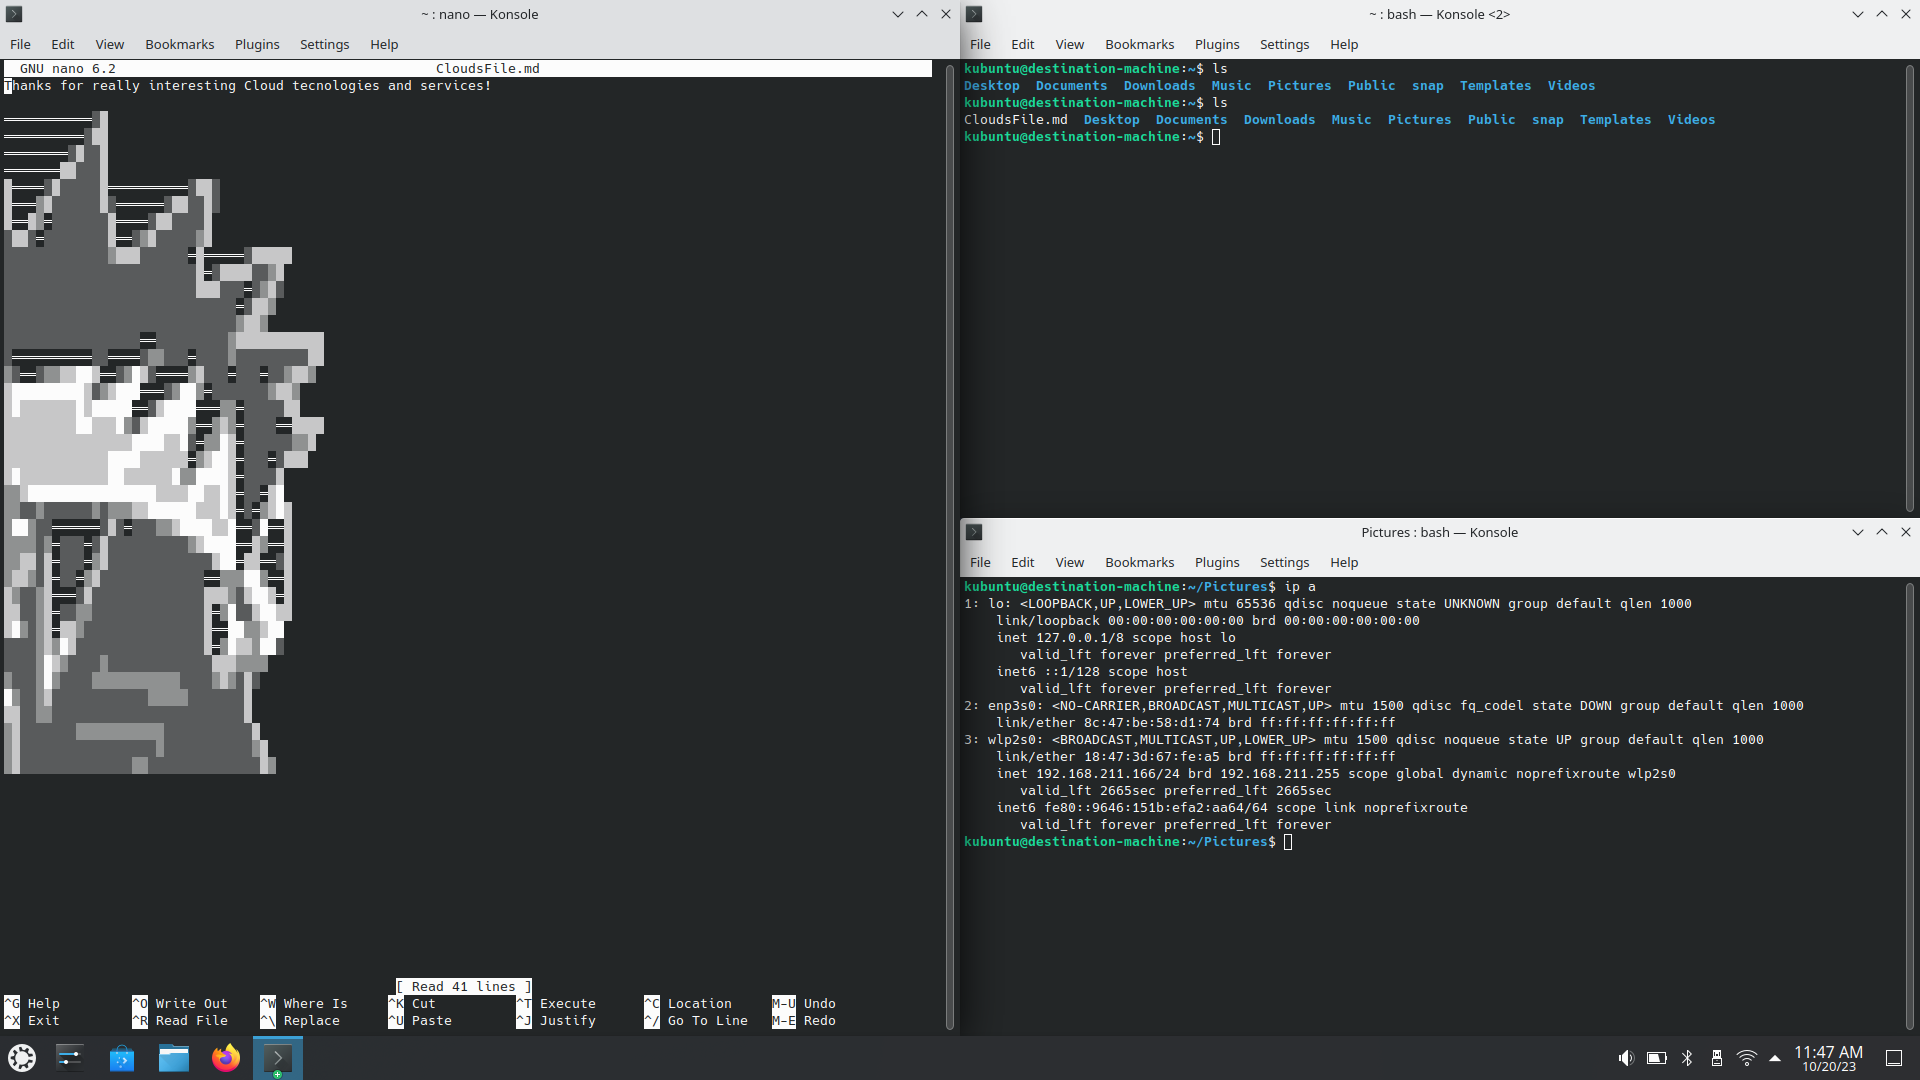 ~ : nano — Konsole
File Edit View Bookmarks Plugins Settings Help
GNU nano 6.2 CloudsFile.md
Thanks for really interesting Cloud tecnologies and services!
[ Read 41 lines ]
^G Help ^O Write Out ^W Where Is ^K Cut ^T Execute ^C Location M-U Undo
^X Exit ^R Read File ^\ Replace ^U Paste ^J Justify ^/ Go To Line M-E Redo
~ : bash — Konsole <2>
File Edit View Bookmarks Plugins Settings Help
kubuntu@destination-machine:~$ ls
Desktop Documents Downloads Music Pictures Public snap Templates Videos
kubuntu@destination-machine:~$ ls
CloudsFile.md Desktop Documents Downloads Music Pictures Public snap Templates Videos
kubuntu@destination-machine:~$
Pictures : bash — Konsole
File Edit View Bookmarks Plugins Settings Help
kubuntu@destination-machine:~/Pictures$ ip a
1: lo: <LOOPBACK,UP,LOWER_UP> mtu 65536 qdisc noqueue state UNKNOWN group default qlen 1000
link/loopback 00:00:00:00:00:00 brd 00:00:00:00:00:00
inet 127.0.0.1/8 scope host lo
valid_lft forever preferred_lft forever
inet6 ::1/128 scope host
valid_lft forever preferred_lft forever
2: enp3s0: <NO-CARRIER,BROADCAST,MULTICAST,UP> mtu 1500 qdisc fq_codel state DOWN group default qlen 1000
link/ether 8c:47:be:58:d1:74 brd ff:ff:ff:ff:ff:ff
3: wlp2s0: <BROADCAST,MULTICAST,UP,LOWER_UP> mtu 1500 qdisc noqueue state UP group default qlen 1000
link/ether 18:47:3d:67:fe:a5 brd ff:ff:ff:ff:ff:ff
inet 192.168.211.166/24 brd 192.168.211.255 scope global dynamic noprefixroute wlp2s0
valid_lft 2665sec preferred_lft 2665sec
inet6 fe80::9646:151b:efa2:aa64/64 scope link noprefixroute
valid_lft forever preferred_lft forever
kubuntu@destination-machine:~/Pictures$
11:47 AM
10/20/23